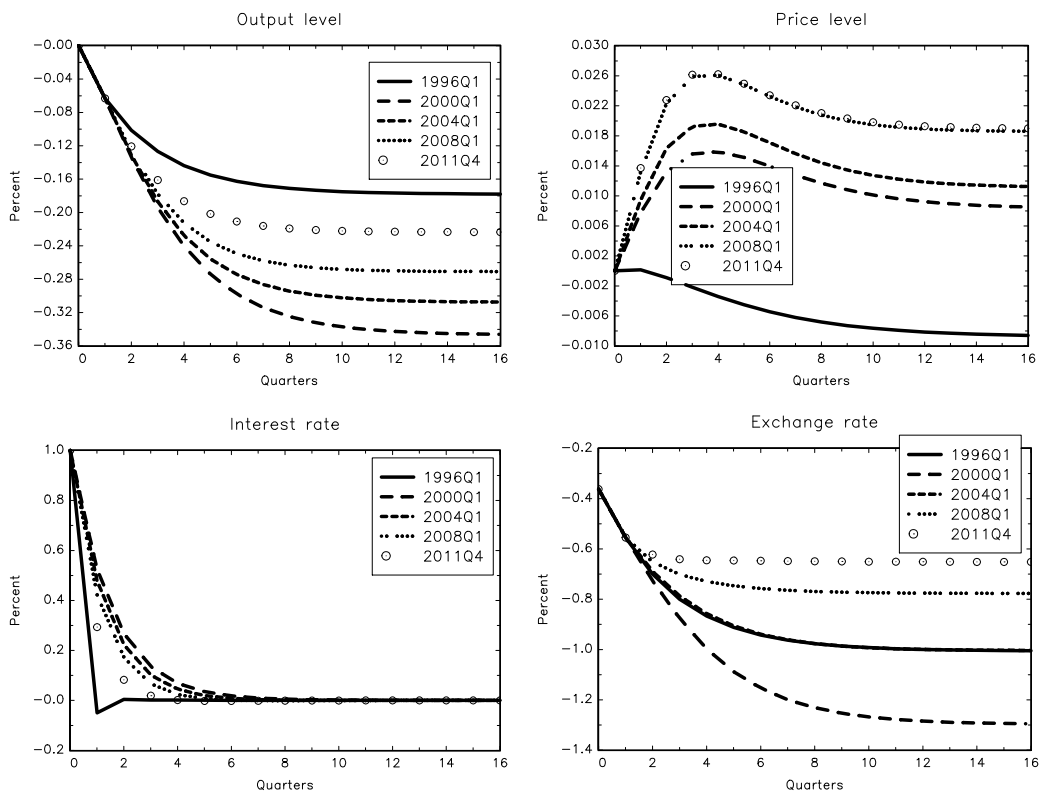 Output level
Percent
-0.00
-0.04
-0.08
-0.12
-0.16
-0.20
-0.24
-0.28
-0.32
-0.36
0 2 4 6 8 10 12 14 16
Quarters
1996Q1
2000Q1
2004Q1
2008Q1
2011Q4
Price level
Percent
0.030
0.026
0.022
0.018
0.014
0.010
0.006
0.002
-0.002
-0.006
-0.010
0 2 4 6 8 10 12 14 16
Quarters
1996Q1
2000Q1
2004Q1
2008Q1
2011Q4
Interest rate
Percent
1.0
0.8
0.6
0.4
0.2
-0.0
-0.2
0 2 4 6 8 10 12 14 16
Quarters
1996Q1
2000Q1
2004Q1
2008Q1
2011Q4
Exchange rate
Percent
-0.2
-0.4
-0.6
-0.8
-1.0
-1.2
-1.4
0 2 4 6 8 10 12 14 16
Quarters
1996Q1
2000Q1
2004Q1
2008Q1
2011Q4